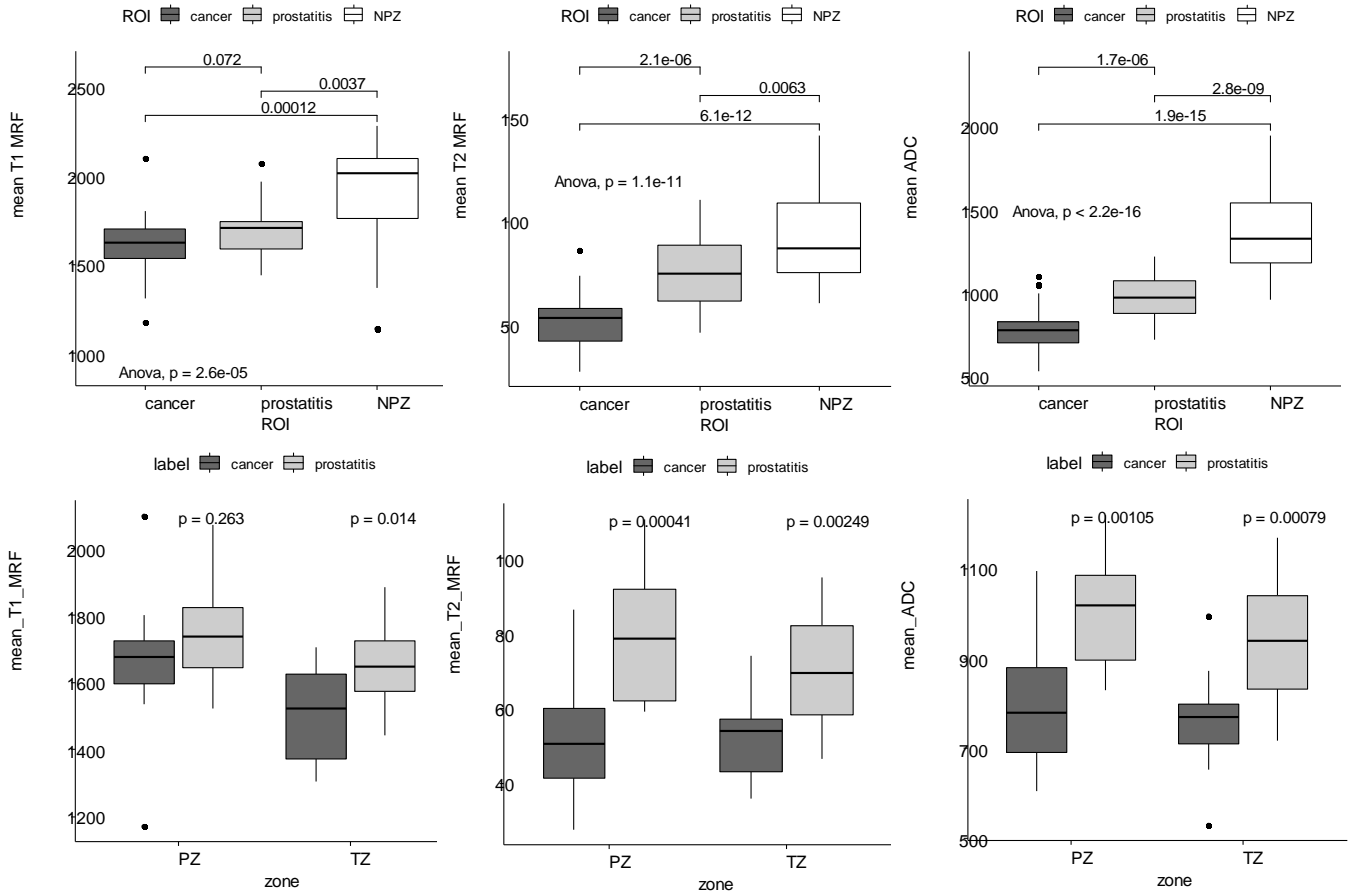 ROI cancer prostatitis NPZ
mean T1 MRF
2500
2000
1500
1000
0.072
0.0037
0.00012
Anova, p = 2.6e-05
cancer prostatitis NPZ
ROI
ROI cancer prostatitis NPZ
mean T2 MRF
150
100
50
2.1e-06
0.0063
6.1e-12
Anova, p = 1.1e-11
cancer prostatitis NPZ
ROI
ROI cancer prostatitis NPZ
mean ADC
2000
1500
1000
500
1.7e-06
2.8e-09
1.9e-15
Anova, p < 2.2e-16
cancer prostatitis NPZ
ROI
label cancer prostatitis
mean_T1_MRF
2000
1800
1600
1400
1200
p = 0.263 p = 0.014
PZ TZ
zone
label cancer prostatitis
mean_T2_MRF
100
80
60
40
p = 0.00041 p = 0.00249
PZ TZ
zone
label cancer prostatitis
mean_ADC
1100
900
700
500
p = 0.00105 p = 0.00079
PZ TZ
zone